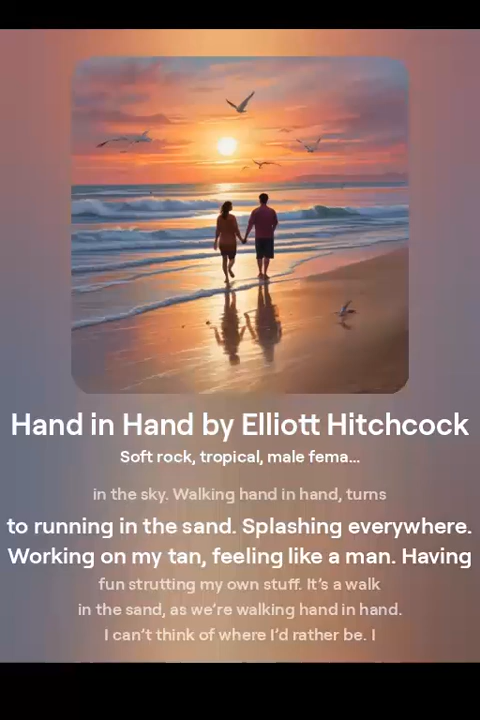 Hand in Hand by Elliott Hitchcock
Soft rock, tropical, male fema...
in the sky. Walking hand in hand, turns
to running in the sand. Splashing everywhere.
Working on my tan, feeling like a man. Having
fun strutting my own stuff. It’s a walk
in the sand, as we’re walking hand in hand.
I can’t think of where I’d rather be. I